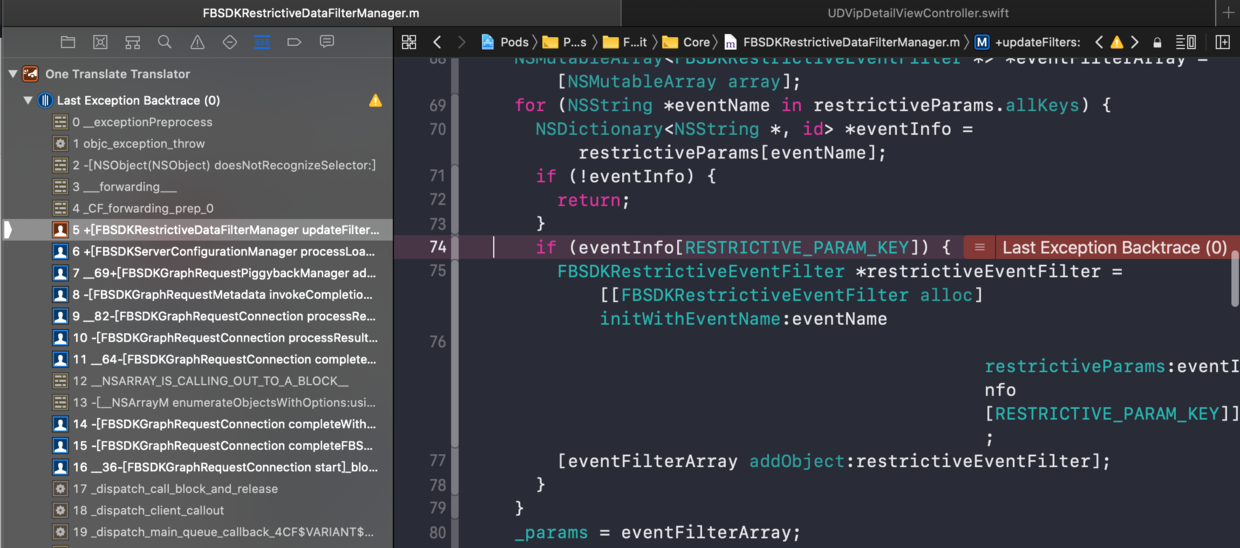 FBSDKRestrictiveDataFilterManager.m
UDVipDetailViewController.swift
Pods
P...s
F...it
Core
m FBSDKRestrictiveDataFilterManager.m
M +updateFilters:
One Translate Translator
Last Exception Backtrace (0)
0 __exceptionPreprocess
1 objc_exception_throw
2 -[NSObject(NSObject) doesNotRecognizeSelector:]
3 ___forwarding___
4 _CF_forwarding_prep_0
5 +[FBSDKRestrictiveDataFilterManager updateFilter...
6 +[FBSDKServerConfigurationManager processLoa...
7 __69+[FBSDKGraphRequestPiggybackManager ad...
8 -[FBSDKGraphRequestMetadata invokeCompletio...
9 __82-[FBSDKGraphRequestConnection processRe...
10 -[FBSDKGraphRequestConnection processResult...
11 __64-[FBSDKGraphRequestConnection complete...
12 __NSARRAY_IS_CALLING_OUT_TO_A_BLOCK__
13 -[__NSArrayM enumerateObjectsWithOptions:usi...
14 -[FBSDKGraphRequestConnection completeWith...
15 -[FBSDKGraphRequestConnection completeFBS...
16 __36-[FBSDKGraphRequestConnection start]_blo...
17 _dispatch_call_block_and_release
18 _dispatch_client_callout
19 _dispatch_main_queue_callback_4CF$VARIANT$...
68 NSMutableArray<FBSDKRestrictiveEventFilter *> *eventFilterArray =
[NSMutableArray array];
69 for (NSString *eventName in restrictiveParams.allKeys) {
70 NSDictionary<NSString *, id> *eventInfo =
restrictiveParams[eventName];
71 if (!eventInfo) {
72 return;
73 }
74 if (eventInfo[RESTRICTIVE_PARAM_KEY]) { Last Exception Backtrace (0)
75 FBSDKRestrictiveEventFilter *restrictiveEventFilter =
[[FBSDKRestrictiveEventFilter alloc]
initWithEventName:eventName
76
restrictiveParams:eventI
nfo
[RESTRICTIVE_PARAM_KEY]]
;
77 [eventFilterArray addObject:restrictiveEventFilter];
78 }
79 }
80 _params = eventFilterArray;